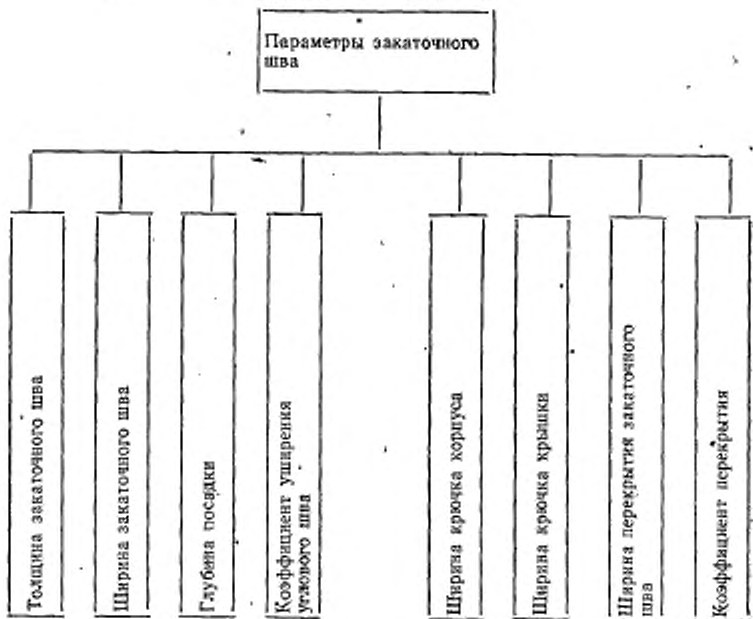 Параметры закаточного
шва
Толщина закаточного шва
Ширина закаточного шва
Глубина посадки
Коэффициент уширения
углового шва
Ширина крючка корпуса
Ширина крючка крышки
Ширина перекрытия закаточного
шва
Коэффициент перекрытия